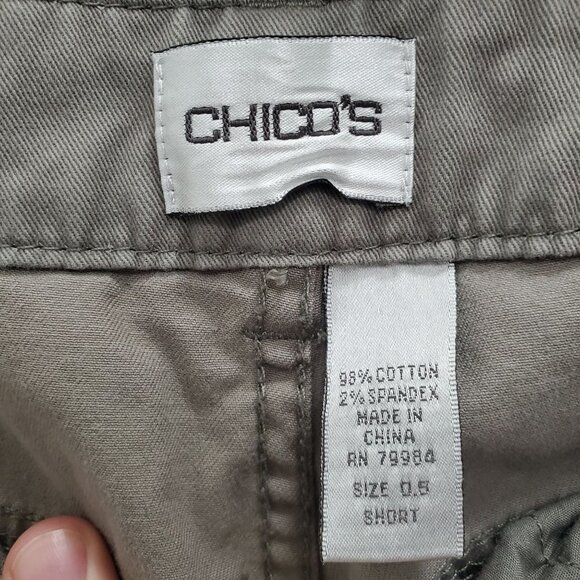 CHICO'S
98% COTTON
2% SPANDEX
MADE IN
CHINA
RN 79984
SIZE 0.5
SHORT